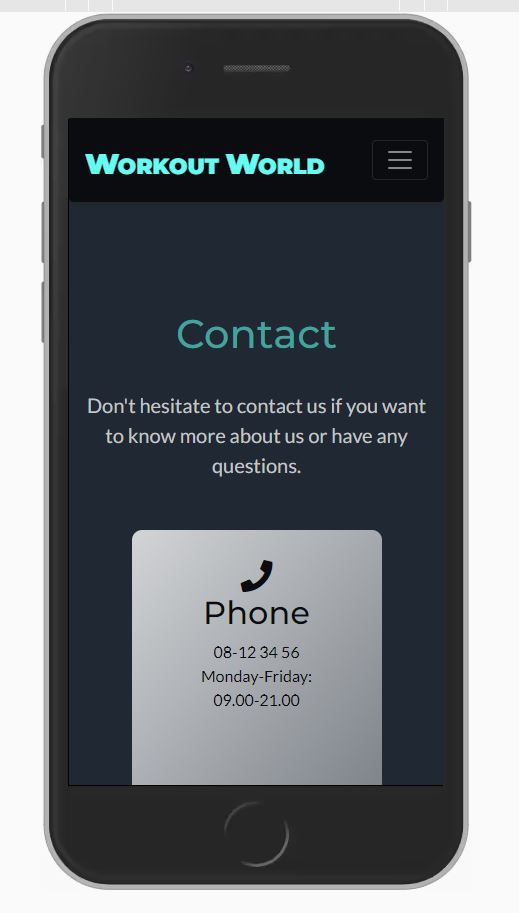 Workout World
Contact
Don't hesitate to contact us if you want
to know more about us or have any
questions.
Phone
08-12 34 56
Monday-Friday:
09.00-21.00